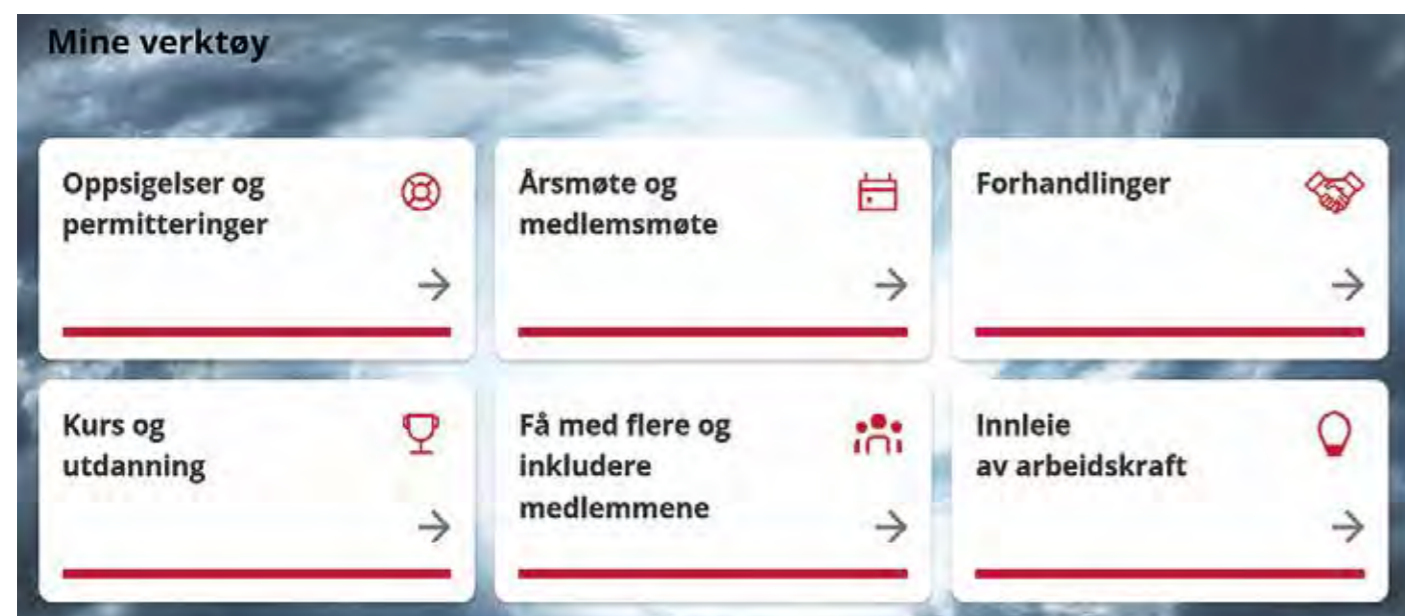 Mine verktøy
Oppsigelser og
permitteringer
Årsmøte og
medlemsmøte
Forhandlinger
Kurs og
utdanning
Få med flere og
inkludere
medlemmene
Innleie
av arbeidskraft